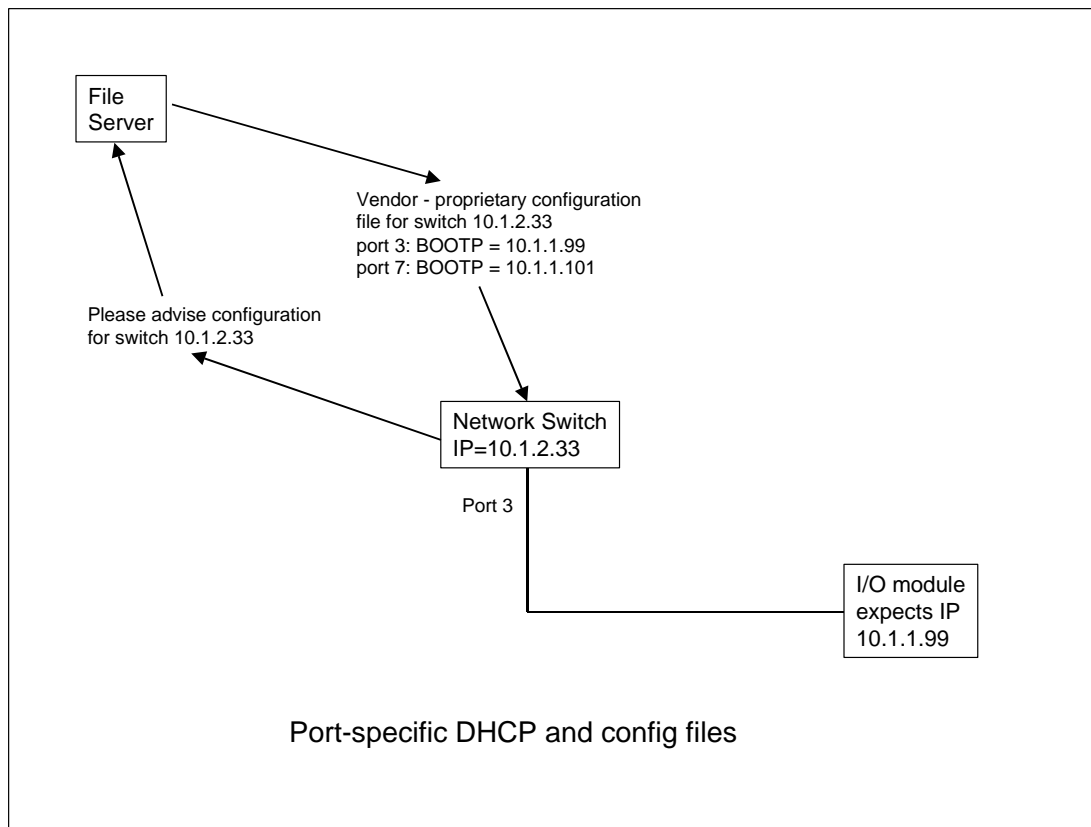 File
Server
Vendor - proprietary configuration
file for switch 10.1.2.33
port 3: BOOTP = 10.1.1.99
port 7: BOOTP = 10.1.1.101
Please advise configuration
for switch 10.1.2.33
Network Switch
IP=10.1.2.33
Port 3
I/O module
expects IP
10.1.1.99
Port-specific DHCP and config files